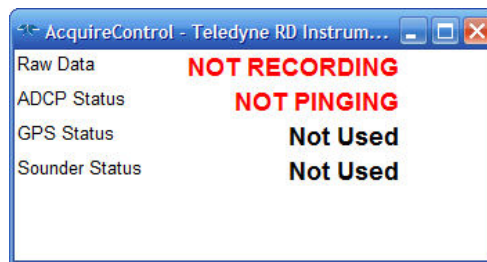 AcquireControl - Teledyne RD Instrum...
Raw Data NOT RECORDING
ADCP Status NOT PINGING
GPS Status Not Used
Sounder Status Not Used